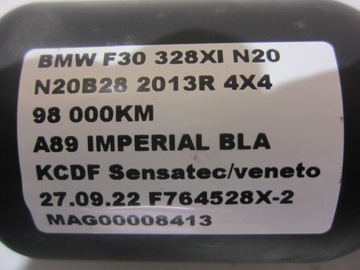 BMW F30 328XI N20
N20B28 2013R 4X4
98 000KM
A89 IMPERIAL BLA
KCDF Sensatec/veneto
27.09.22 F764528X-2
MAG00008413